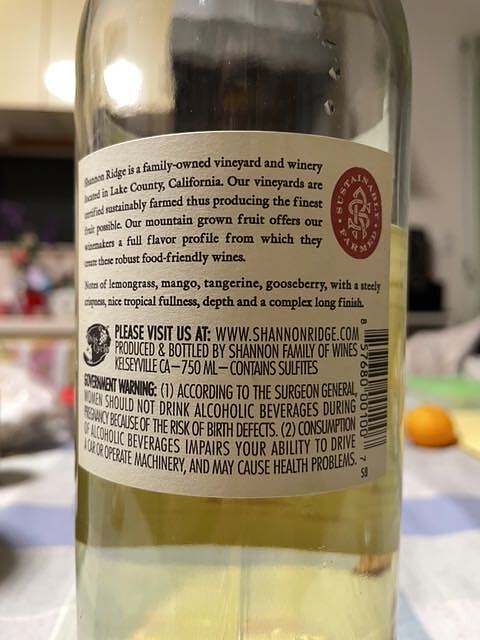 Shannon Ridge is a family-owned vineyard and winery
located in Lake County, California. Our vineyards are
certified sustainably farmed thus producing the finest
fruit possible. Our mountain grown fruit offers our
winemakers a full flavor profile from which they
create these robust food-friendly wines.
Notes of lemongrass, mango, tangerine, gooseberry, with a steely
crispness, nice tropical fullness, depth and a complex long finish.
SUSTAINABLY
FARMED
PLEASE VISIT US AT: WWW.SHANNONRIDGE.COM
PRODUCED & BOTTLED BY SHANNON FAMILY OF WINES
KELSEYVILLE CA–750 ML–CONTAINS SULFITES
GOVERNMENT WARNING: (1) ACCORDING TO THE SURGEON GENERAL,
WOMEN SHOULD NOT DRINK ALCOHOLIC BEVERAGES DURING
PREGNANCY BECAUSE OF THE RISK OF BIRTH DEFECTS. (2) CONSUMPTION
OF ALCOHOLIC BEVERAGES IMPAIRS YOUR ABILITY TO DRIVE
A CAR OR OPERATE MACHINERY, AND MAY CAUSE HEALTH PROBLEMS.
8 57680 00100 7
SB